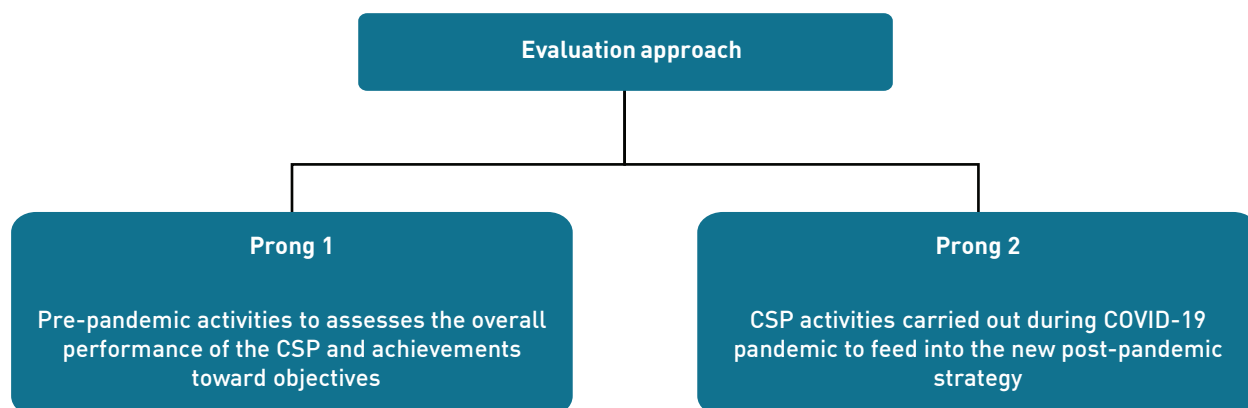 Evaluation approach
Prong 1
Pre-pandemic activities to assesses the overall
performance of the CSP and achievements
toward objectives
Prong 2
CSP activities carried out during COVID-19
pandemic to feed into the new post-pandemic
strategy